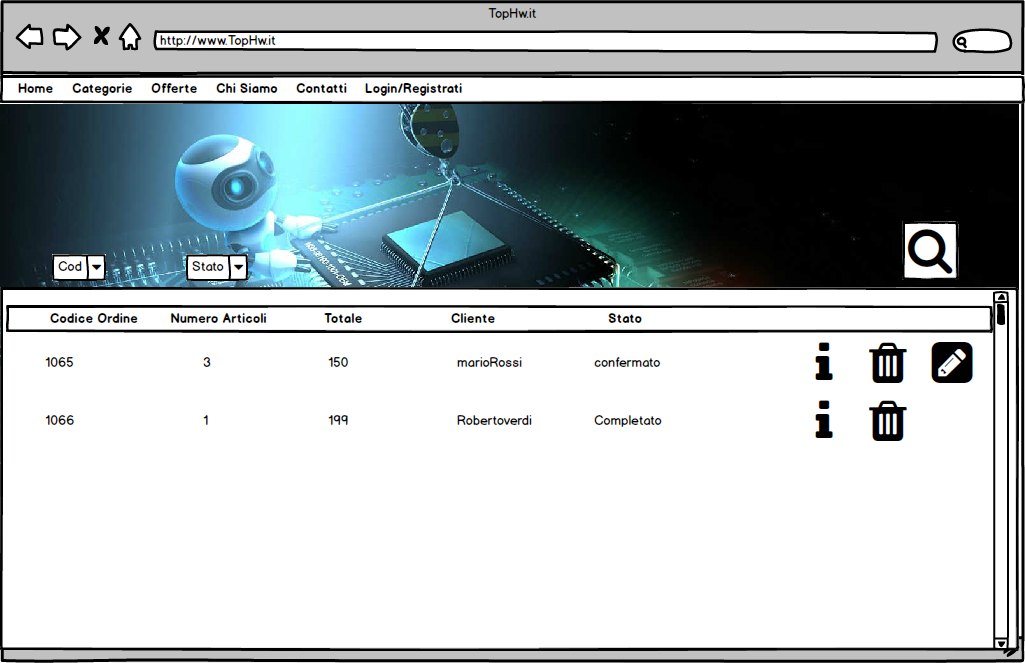 TopHw.it
http://www.TopHw.it
Home Categorie Offerte Chi Siamo Contatti Login/Registrati
Cod Stato
Codice Ordine Numero Articoli Totale Cliente Stato
1065 3 150 marioRossi confermato
1066 1 199 Robertoverdi Completato